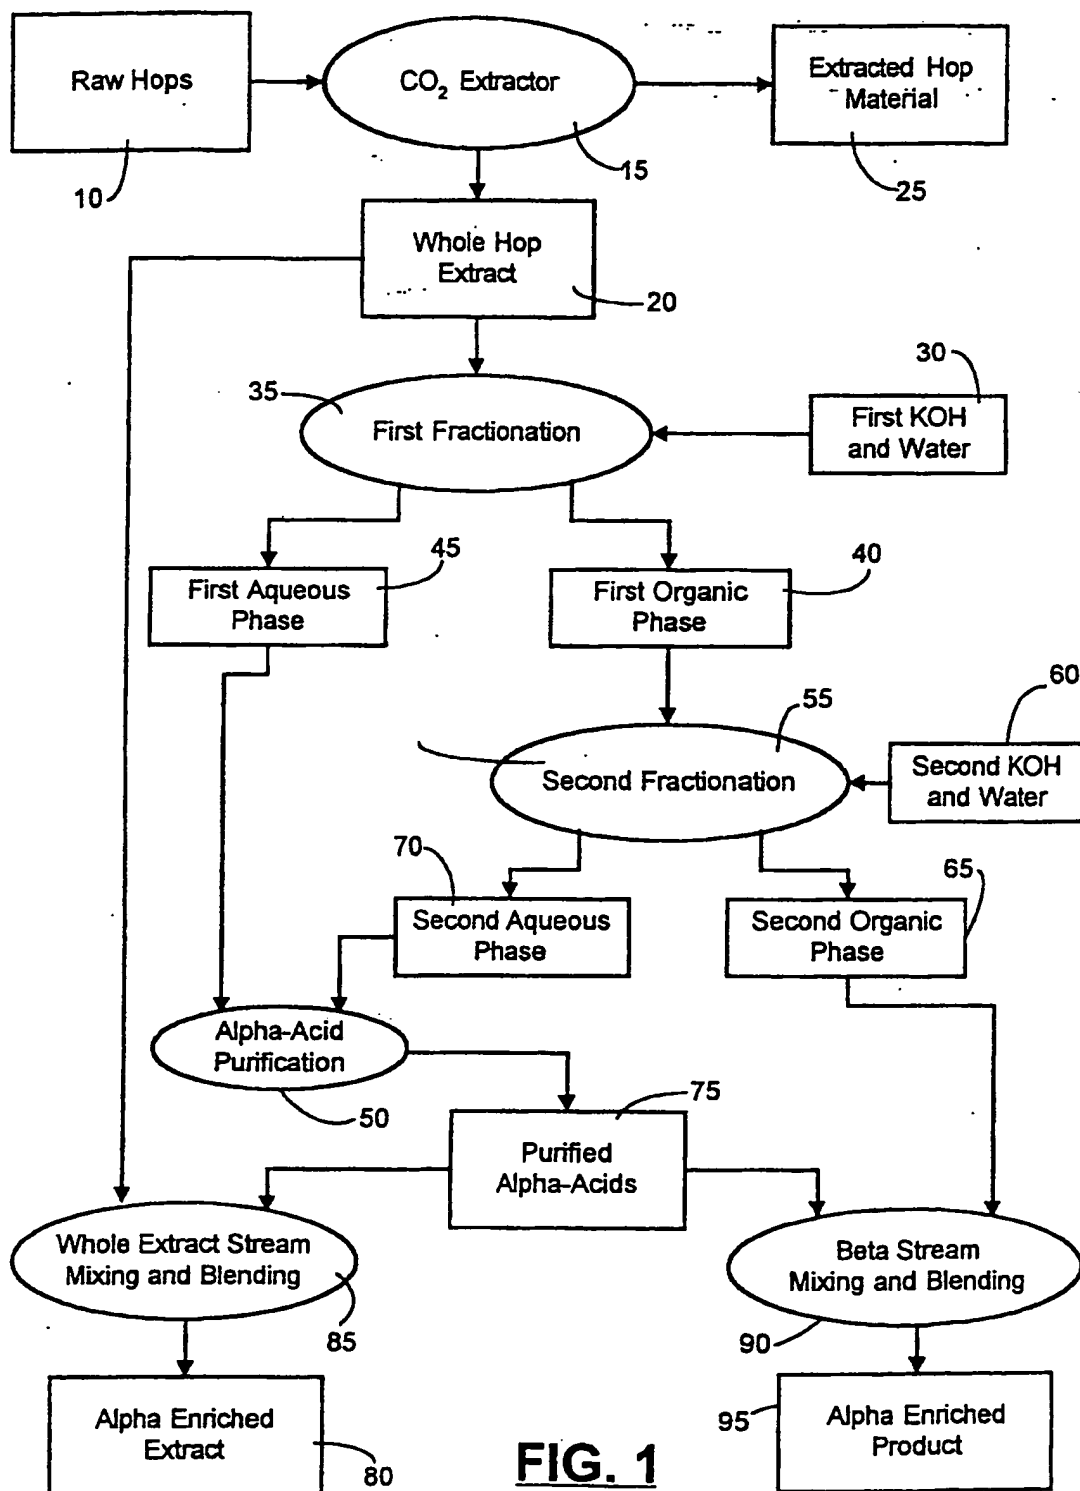 Raw Hops
CO₂ Extractor
Extracted Hop
Material
10
15
25
Whole Hop
Extract
20
30
35
First Fractionation
First KOH
and Water
45
40
First Aqueous
Phase
First Organic
Phase
60
55
Second Fractionation
Second KOH
and Water
70
65
Second Aqueous
Phase
Second Organic
Phase
Alpha-Acid
Purification
50
75
Purified
Alpha-Acids
Whole Extract Stream
Mixing and Blending
Beta Stream
Mixing and Blending
85
90
Alpha Enriched
Extract
80
95
Alpha Enriched
Product
FIG. 1